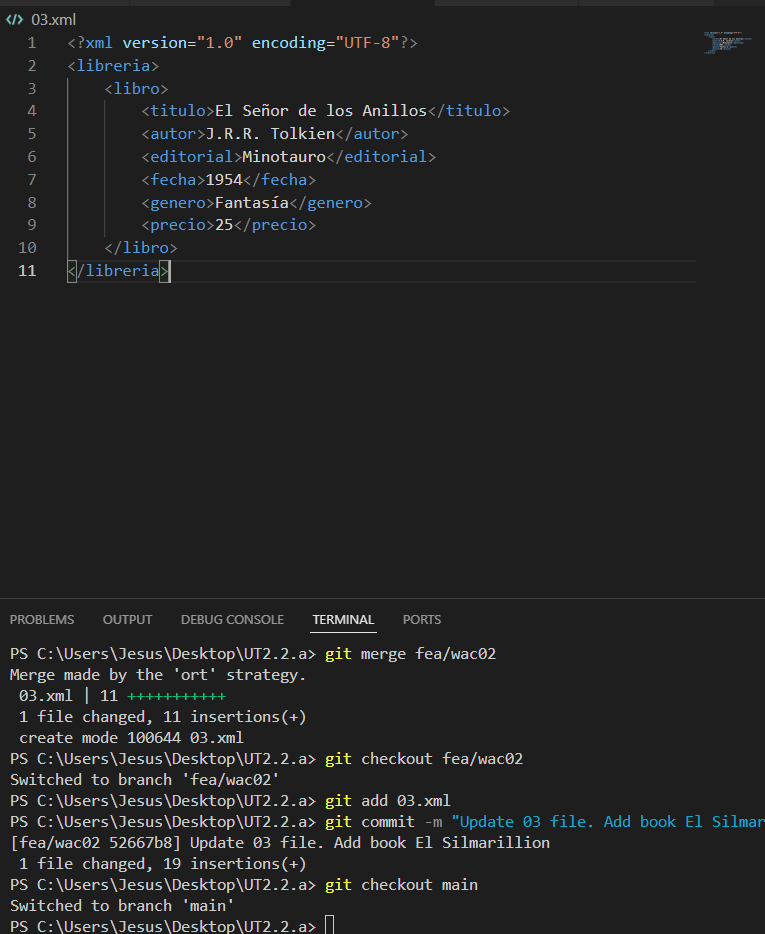 03.xml
1 <?xml version="1.0" encoding="UTF-8"?>
2 <libreria>
3 <libro>
4 <titulo>El Señor de los Anillos</titulo>
5 <autor>J.R.R. Tolkien</autor>
6 <editorial>Minotauro</editorial>
7 <fecha>1954</fecha>
8 <genero>Fantasía</genero>
9 <precio>25</precio>
10 </libro>
11 </libreria>
PROBLEMS OUTPUT DEBUG CONSOLE TERMINAL PORTS
PS C:\Users\Jesus\Desktop\UT2.2.a> git merge fea/wac02
Merge made by the 'ort' strategy.
03.xml | 11 +++++++++++
1 file changed, 11 insertions(+)
create mode 100644 03.xml
PS C:\Users\Jesus\Desktop\UT2.2.a> git checkout fea/wac02
Switched to branch 'fea/wac02'
PS C:\Users\Jesus\Desktop\UT2.2.a> git add 03.xml
PS C:\Users\Jesus\Desktop\UT2.2.a> git commit -m "Update 03 file. Add book El Silmar
[fea/wac02 52667b8] Update 03 file. Add book El Silmarillion
1 file changed, 19 insertions(+)
PS C:\Users\Jesus\Desktop\UT2.2.a> git checkout main
Switched to branch 'main'
PS C:\Users\Jesus\Desktop\UT2.2.a>